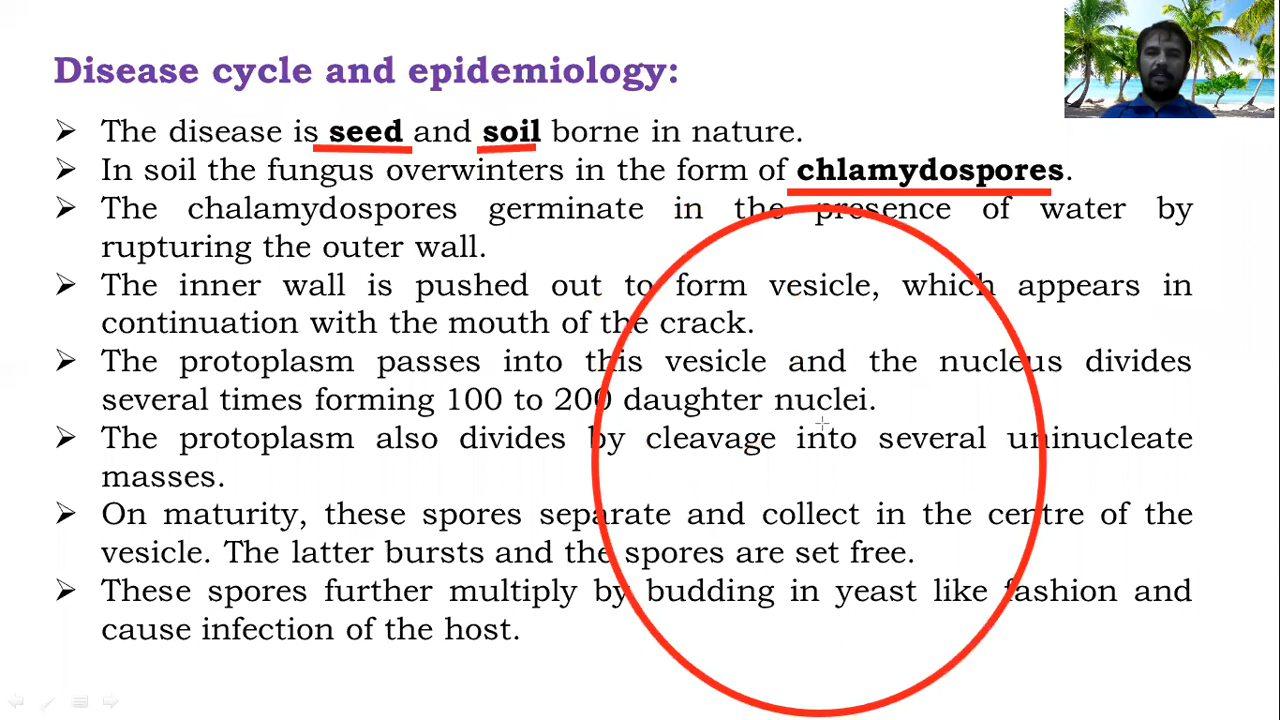 Disease cycle and epidemiology:
➢ The disease is seed and soil borne in nature.
➢ In soil the fungus overwinters in the form of chlamydospores.
➢ The chalamydospores germinate in the presence of water by
rupturing the outer wall.
➢ The inner wall is pushed out to form vesicle, which appears in
continuation with the mouth of the crack.
➢ The protoplasm passes into this vesicle and the nucleus divides
several times forming 100 to 200 daughter nuclei.
➢ The protoplasm also divides by cleavage into several uninucleate
masses.
➢ On maturity, these spores separate and collect in the centre of the
vesicle. The latter bursts and the spores are set free.
➢ These spores further multiply by budding in yeast like fashion and
cause infection of the host.